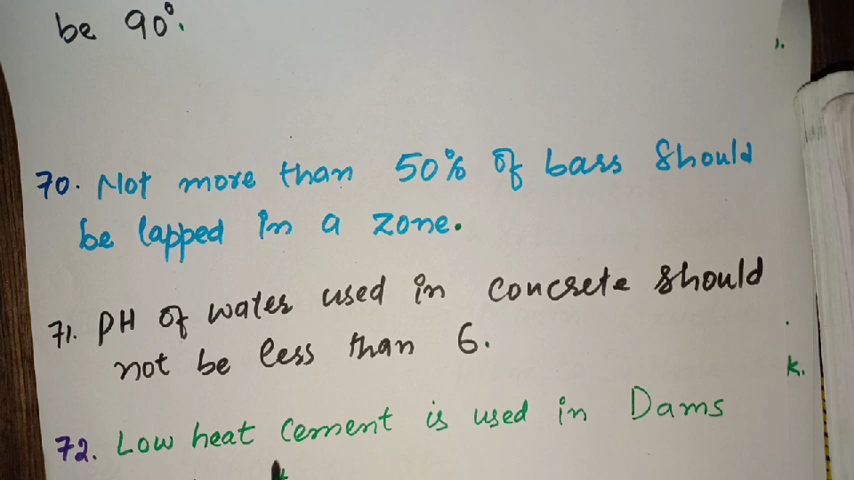 be 90°.
70. Not more than 50% of bars should
be lapped in a zone.
71. PH of water used in concrete should
not be less than 6.
72. Low heat cement is used in Dams
k.